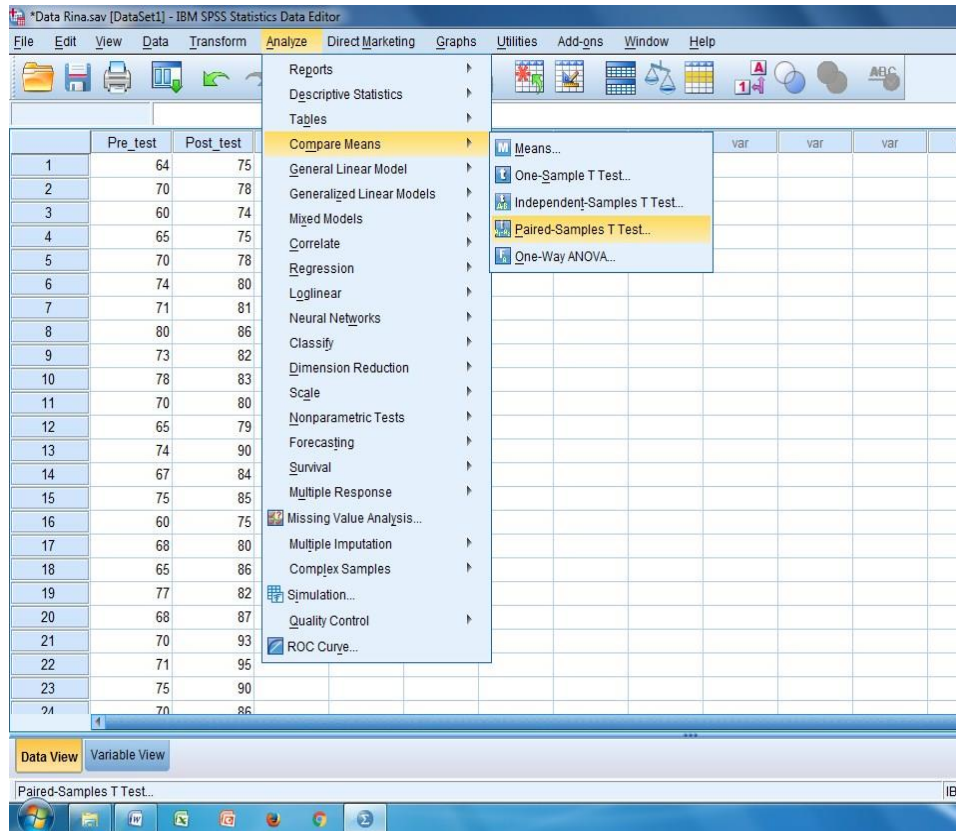 *Data Rina.sav [DataSet1] - IBM SPSS Statistics Data Editor
File Edit View Data Transform Analyze Direct Marketing Graphs Utilities Add-ons Window Help
A
1
ABC
Pre_test Post_test var var var
1 64 75
2 70 78
3 60 74
4 65 75
5 70 78
6 74 80
7 71 81
8 80 86
9 73 82
10 78 83
11 70 80
12 65 79
13 74 90
14 67 84
15 75 85
16 60 75
17 68 80
18 65 86
19 77 82
20 68 87
21 70 93
22 71 95
23 75 90
24 70 86
Reports
Descriptive Statistics
Tables
Compare Means
General Linear Model
Generalized Linear Models
Mixed Models
Correlate
Regression
Loglinear
Neural Networks
Classify
Dimension Reduction
Scale
Nonparametric Tests
Forecasting
Survival
Multiple Response
Missing Value Analysis...
Multiple Imputation
Complex Samples
Simulation...
Quality Control
ROC Curve...
M Means...
One-Sample T Test...
Independent-Samples T Test...
Paired-Samples T Test...
One-Way ANOVA...
Data View Variable View
Paired-Samples T Test...
IB